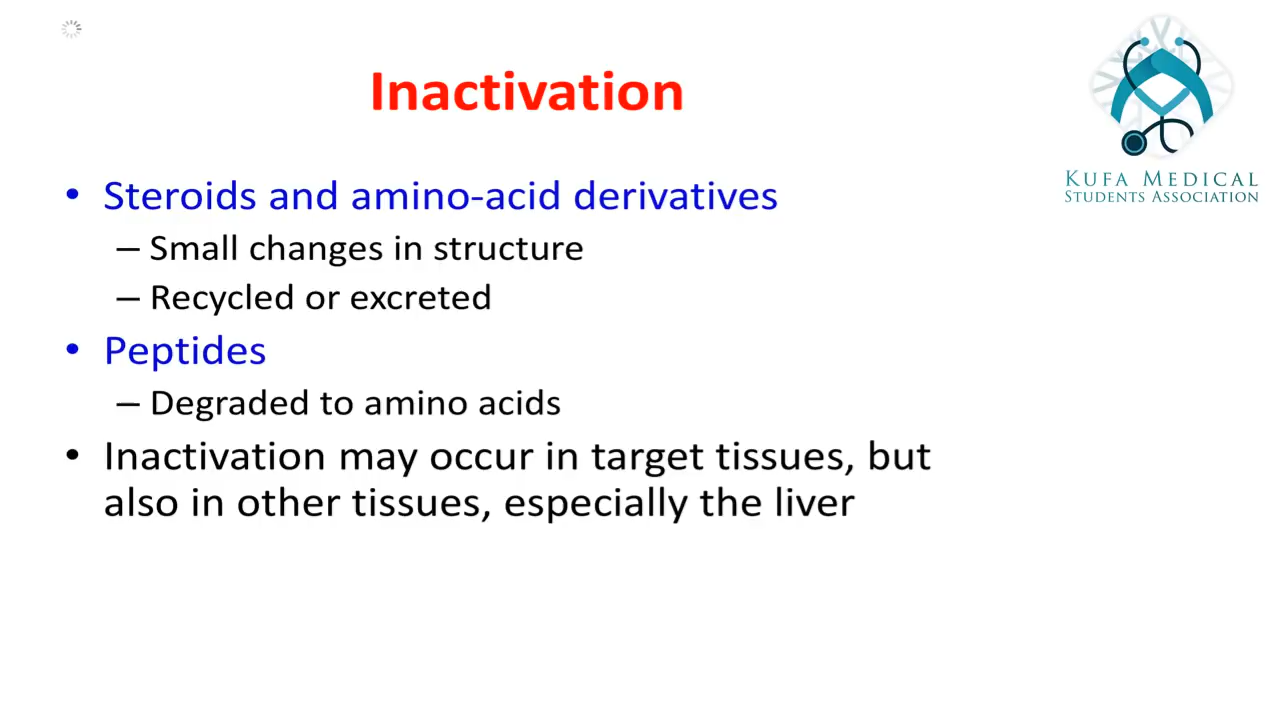 Inactivation
KUFA MEDICAL
STUDENTS ASSOCIATION
• Steroids and amino-acid derivatives
– Small changes in structure
– Recycled or excreted
• Peptides
– Degraded to amino acids
• Inactivation may occur in target tissues, but
also in other tissues, especially the liver